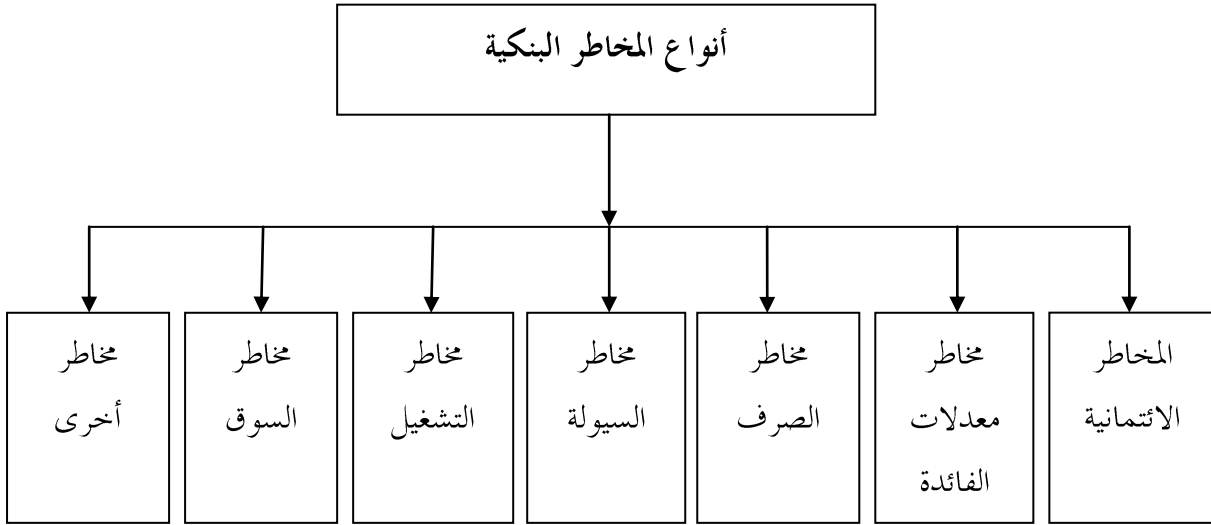 أنواع المخاطر البنكية
المخاطر
الائتمانية
مخاطر
معدلات
الفائدة
مخاطر
الصرف
مخاطر
السيولة
مخاطر
التشغيل
مخاطر
السوق
مخاطر
أخرى